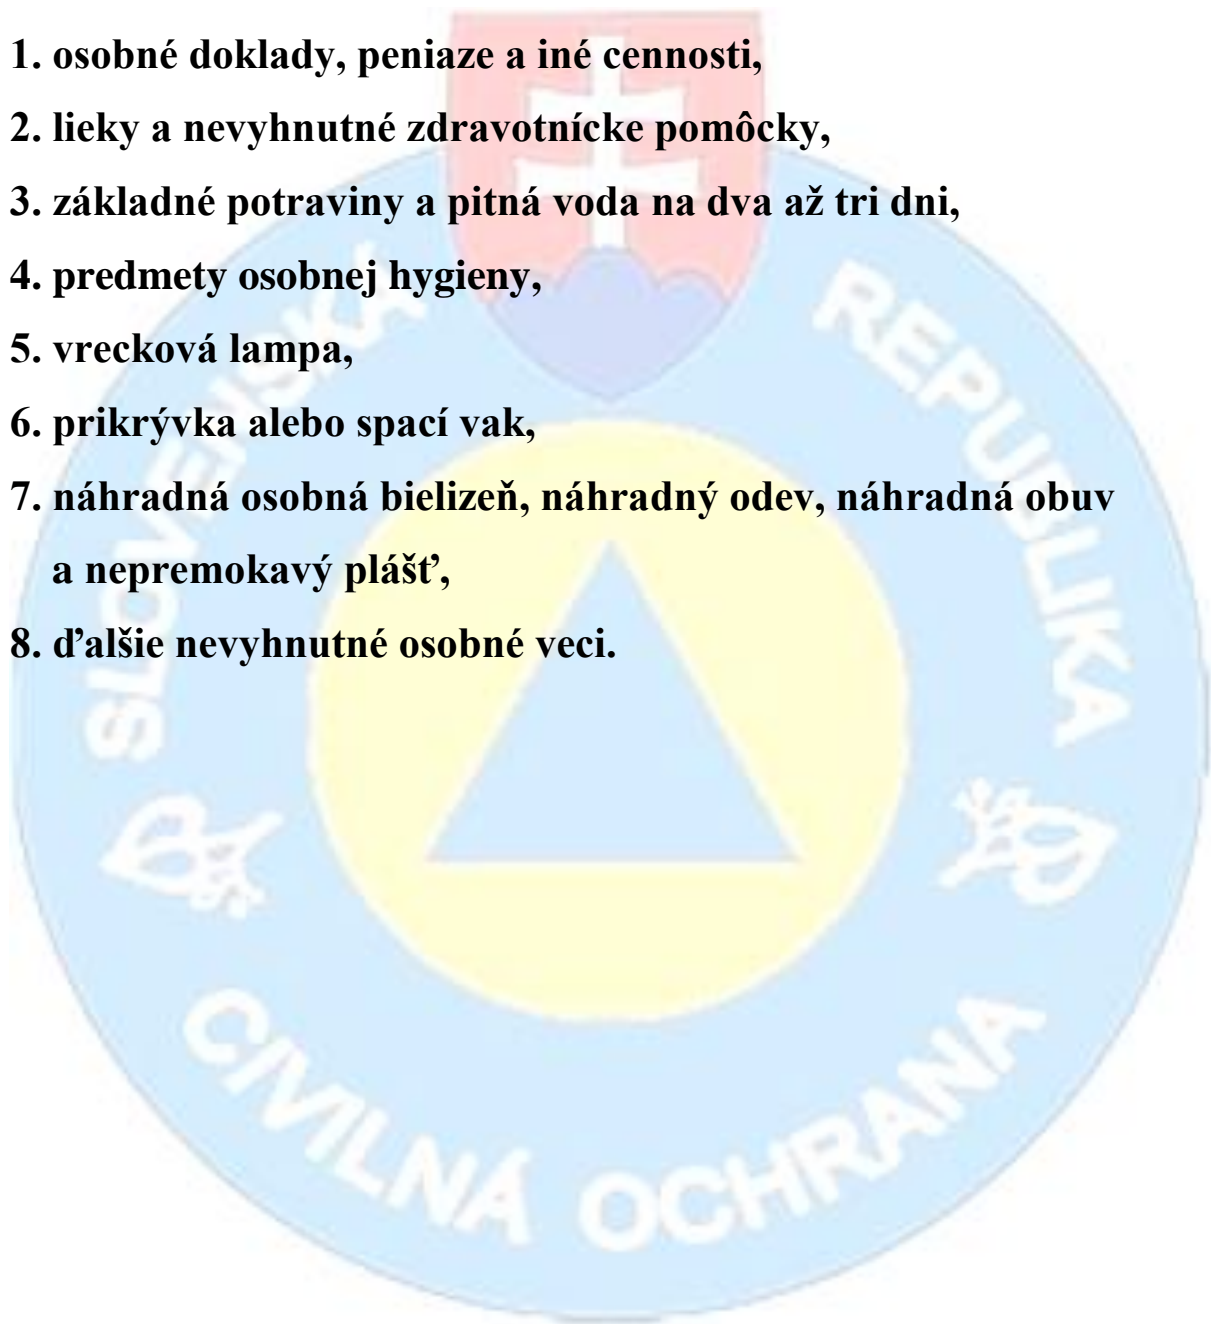 1. osobné doklady, peniaze a iné cennosti,
2. lieky a nevyhnutné zdravotnícke pomôcky,
3. základné potraviny a pitná voda na dva až tri dni,
4. predmety osobnej hygieny,
5. vrecková lampa,
6. prikrývka alebo spací vak,
7. náhradná osobná bielizeň, náhradný odev, náhradná obuv
a nepremokavý plášť,
8. ďalšie nevyhnutné osobné veci.
SLOVENSKÁ REPUBLIKA
CIVILNÁ OCHRANA